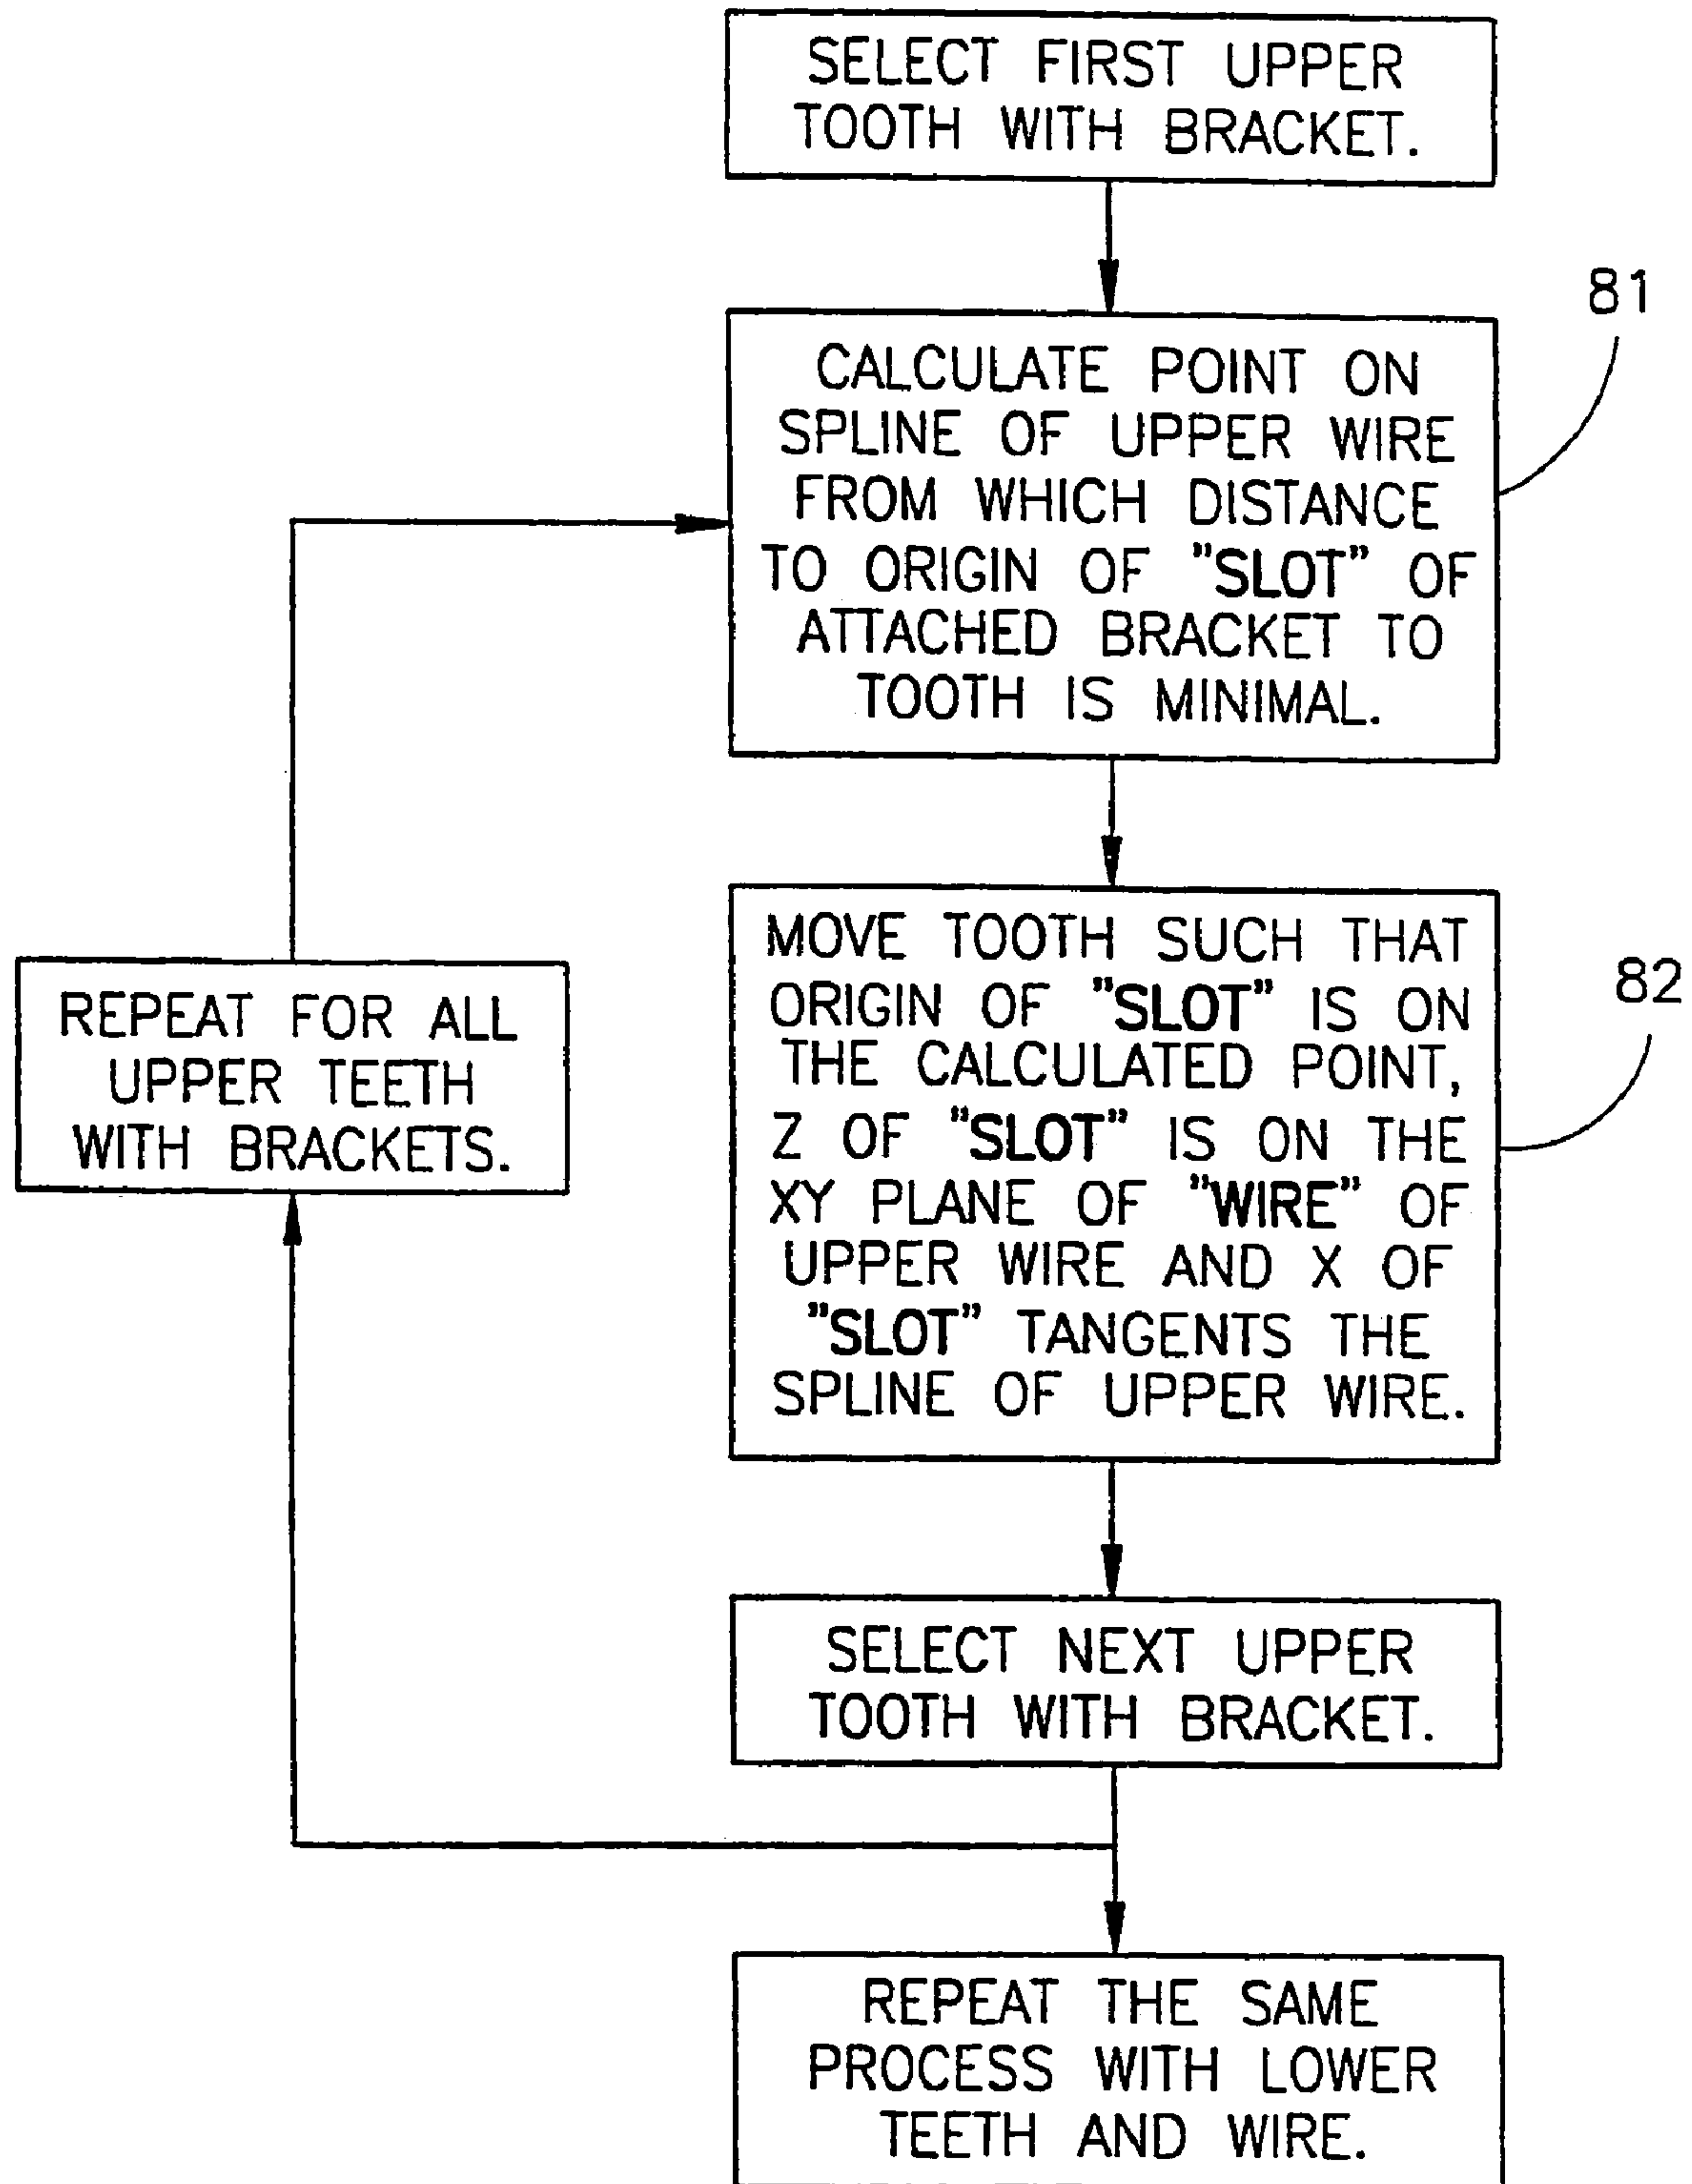 SELECT FIRST UPPER
TOOTH WITH BRACKET.
81
CALCULATE POINT ON
SPLINE OF UPPER WIRE
FROM WHICH DISTANCE
TO ORIGIN OF "SLOT" OF
ATTACHED BRACKET TO
TOOTH IS MINIMAL.
MOVE TOOTH SUCH THAT
ORIGIN OF "SLOT" IS ON
THE CALCULATED POINT,
Z OF "SLOT" IS ON THE
XY PLANE OF "WIRE" OF
UPPER WIRE AND X OF
"SLOT" TANGENTS THE
SPLINE OF UPPER WIRE.
82
REPEAT FOR ALL
UPPER TEETH
WITH BRACKETS.
SELECT NEXT UPPER
TOOTH WITH BRACKET.
REPEAT THE SAME
PROCESS WITH LOWER
TEETH AND WIRE.